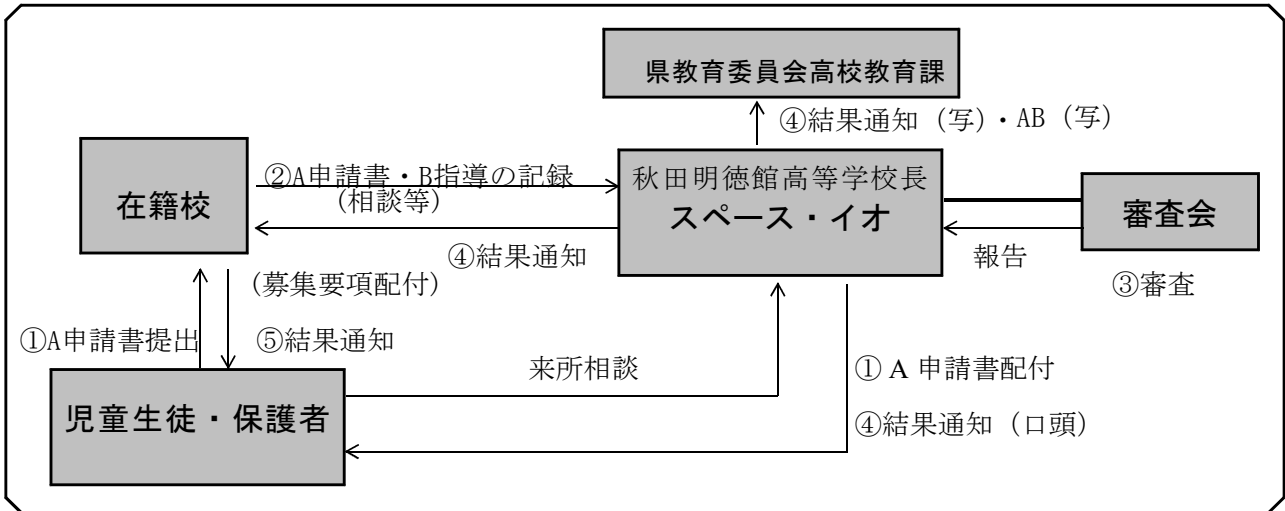 県教育委員会高校教育課
④結果通知（写）・AB（写）
②A申請書・B指導の記録
(相談等)
在籍校
秋田明徳館高等学校長
スペース・イオ
審査会
④結果通知
報告
③審査
(募集要項配付)
①A申請書提出
⑤結果通知
来所相談
① A 申請書配付
児童生徒・保護者
④結果通知（口頭）